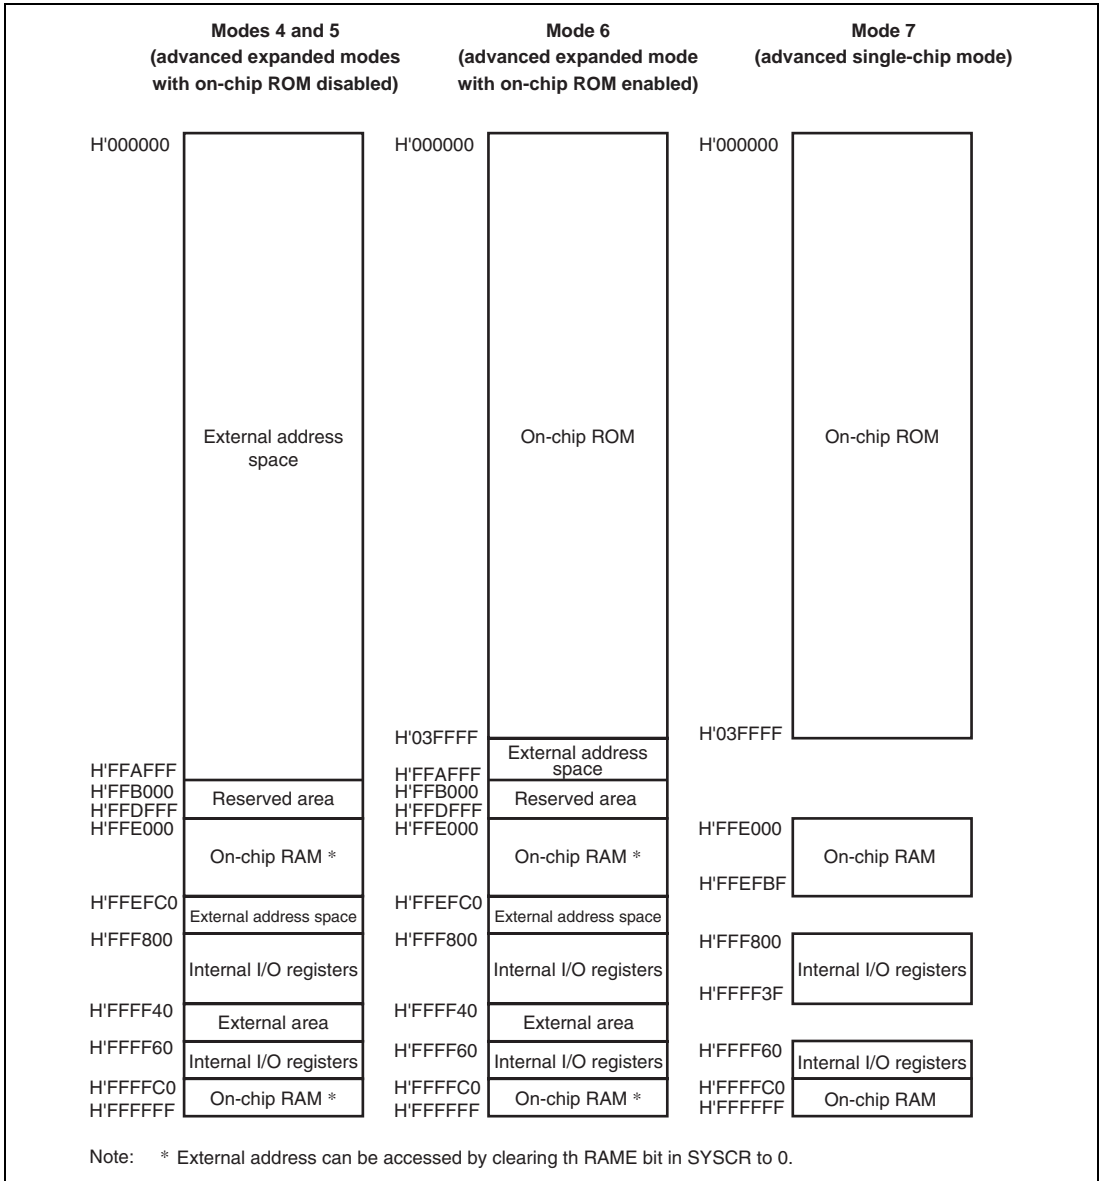 Modes 4 and 5
(advanced expanded modes
with on-chip ROM disabled)
Mode 6
(advanced expanded mode
with on-chip ROM enabled)
Mode 7
(advanced single-chip mode)
H'000000
External address
space
H'FFAFFF
H'FFB000
Reserved area
H'FFDFFF
H'FFE000
On-chip RAM *
H'FFEFC0
External address space
H'FFF800
Internal I/O registers
H'FFFF40
External area
H'FFFF60
Internal I/O registers
H'FFFFC0
On-chip RAM *
H'FFFFFF
H'000000
On-chip ROM
H'03FFFF
External address
space
H'FFAFFF
H'FFB000
Reserved area
H'FFDFFF
H'FFE000
On-chip RAM *
H'FFEFC0
External address space
H'FFF800
Internal I/O registers
H'FFFF40
External area
H'FFFF60
Internal I/O registers
H'FFFFC0
On-chip RAM *
H'FFFFFF
H'000000
On-chip ROM
H'03FFFF
H'FFE000
On-chip RAM
H'FFEFBF
H'FFF800
Internal I/O registers
H'FFFF3F
H'FFFF60
Internal I/O registers
H'FFFFC0
On-chip RAM
H'FFFFFF
Note: * External address can be accessed by clearing th RAME bit in SYSCR to 0.